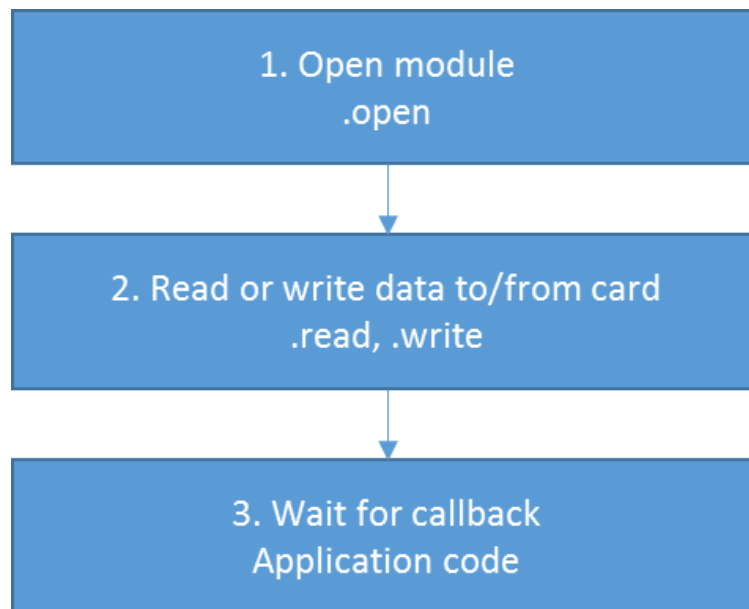 1. Open module
.open
2. Read or write data to/from card
.read, .write
3. Wait for callback
Application code